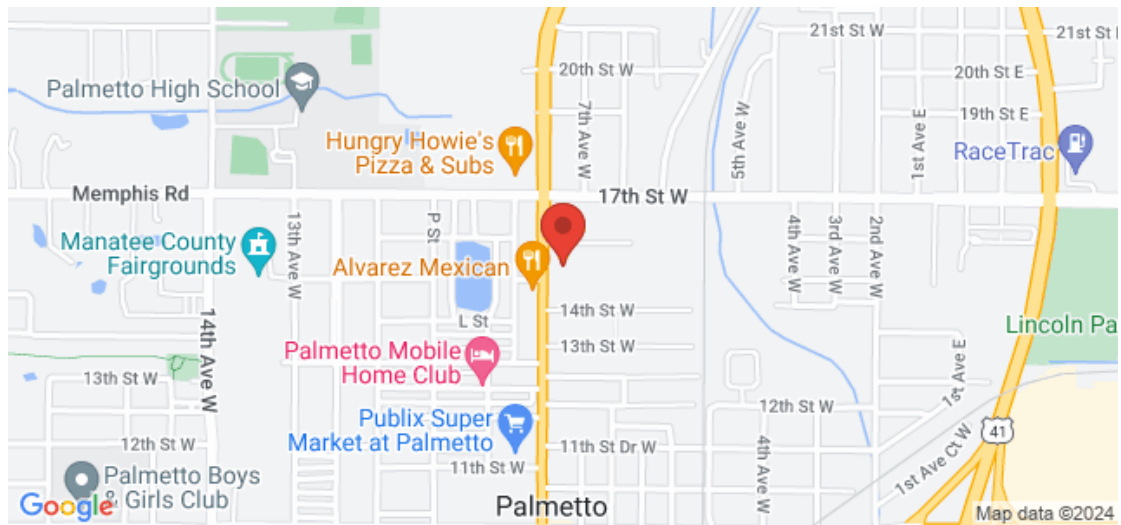 21st St W
21st St
20th St W
20th St E
Palmetto High School
7th Ave W
5th Ave W
1st Ave E
19th St E
Hungry Howie's
Pizza & Subs
RaceTrac
Memphis Rd
17th St W
P St
13th Ave W
4th Ave W
3rd Ave W
2nd Ave W
Manatee County
Fairgrounds
Alvarez Mexican
14th St W
L St
Lincoln Pa
14th Ave W
Palmetto Mobile
Home Club
13th St W
13th St W
1st Ave E
12th St W
Publix Super
Market at Palmetto
12th St W
11th St Dr W
4th Ave W
41
1st Ave Ct W
11th St W
Palmetto Boys
& Girls Club
Palmetto
Google
Map data ©2024